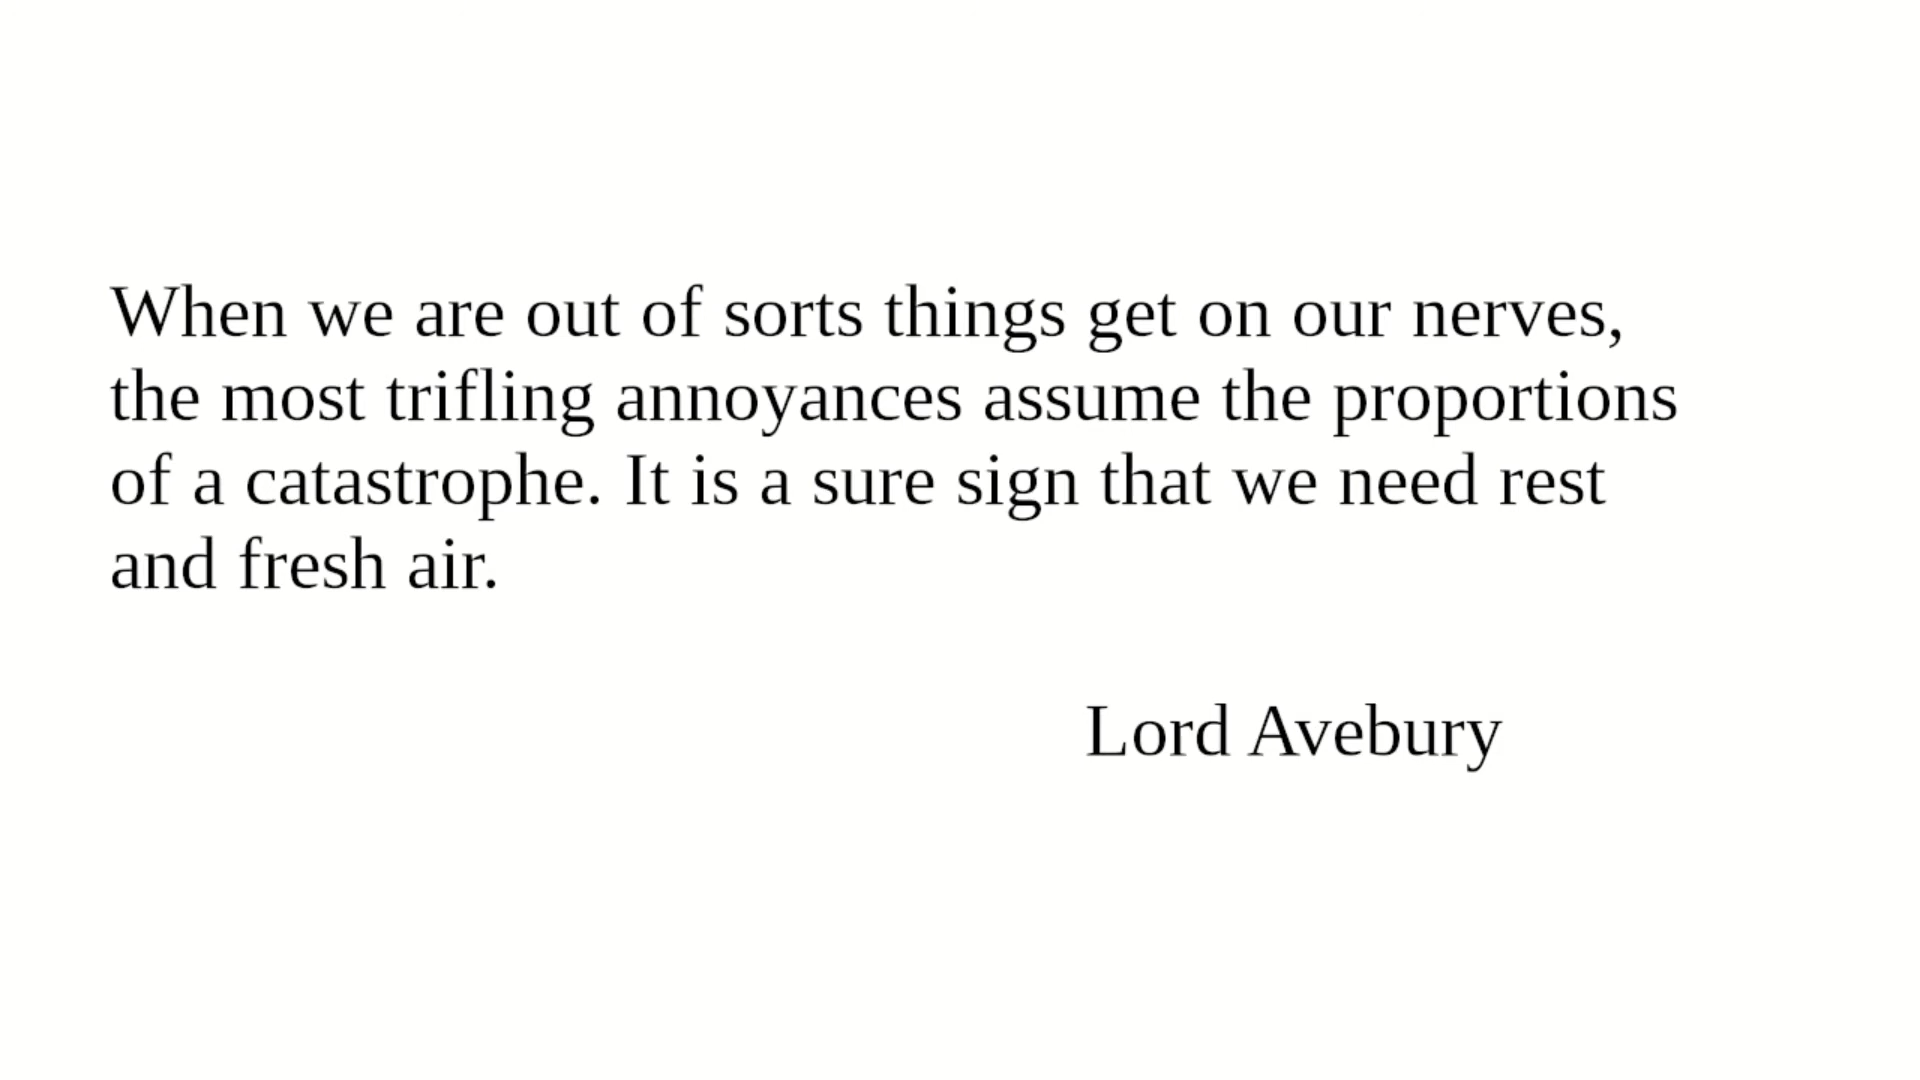 When we are out of sorts things get on our nerves,
the most trifling annoyances assume the proportions
of a catastrophe. It is a sure sign that we need rest
and fresh air.
Lord Avebury